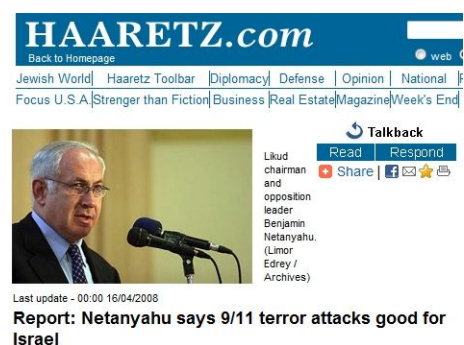 HAARETZ.com
Back to Homepage
web
Jewish World| Haaretz Toolbar |Diplomacy| Defense | Opinion | National
Focus U.S.A.|Stronger than Fiction|Business|Real Estate|Magazine|Week's End
Talkback
Read Respond
Share |
Likud
chairman
and
opposition
leader
Benjamin
Netanyahu.
(Limor
Edrey /
Archives)
Last update - 00:00 16/04/2008
Report: Netanyahu says 9/11 terror attacks good for
Israel